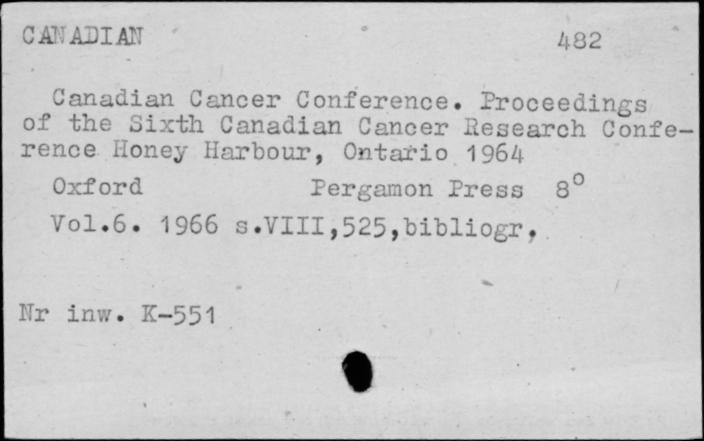 CANADIAN 482
Canadian Cancer Conference. Proceedings
of the Sixth Canadian Cancer Research Confe-
rence Honey Harbour, Ontario 1964
Oxford Pergamon Press 8°
Vol.6. 1966 s.VIII,525,bibliogr,
Nr inw. K-551